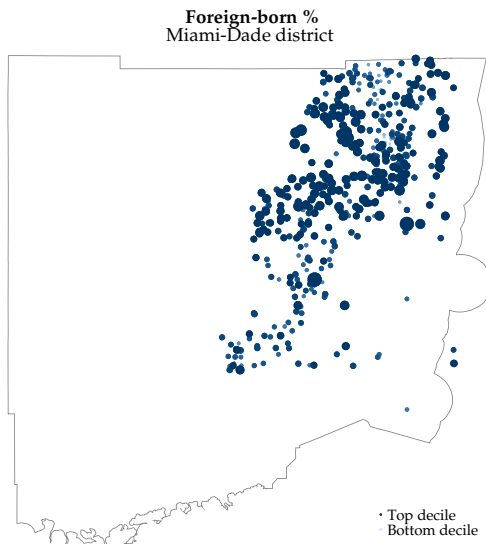 Foreign-born %
Miami-Dade district
Top decile
Bottom decile